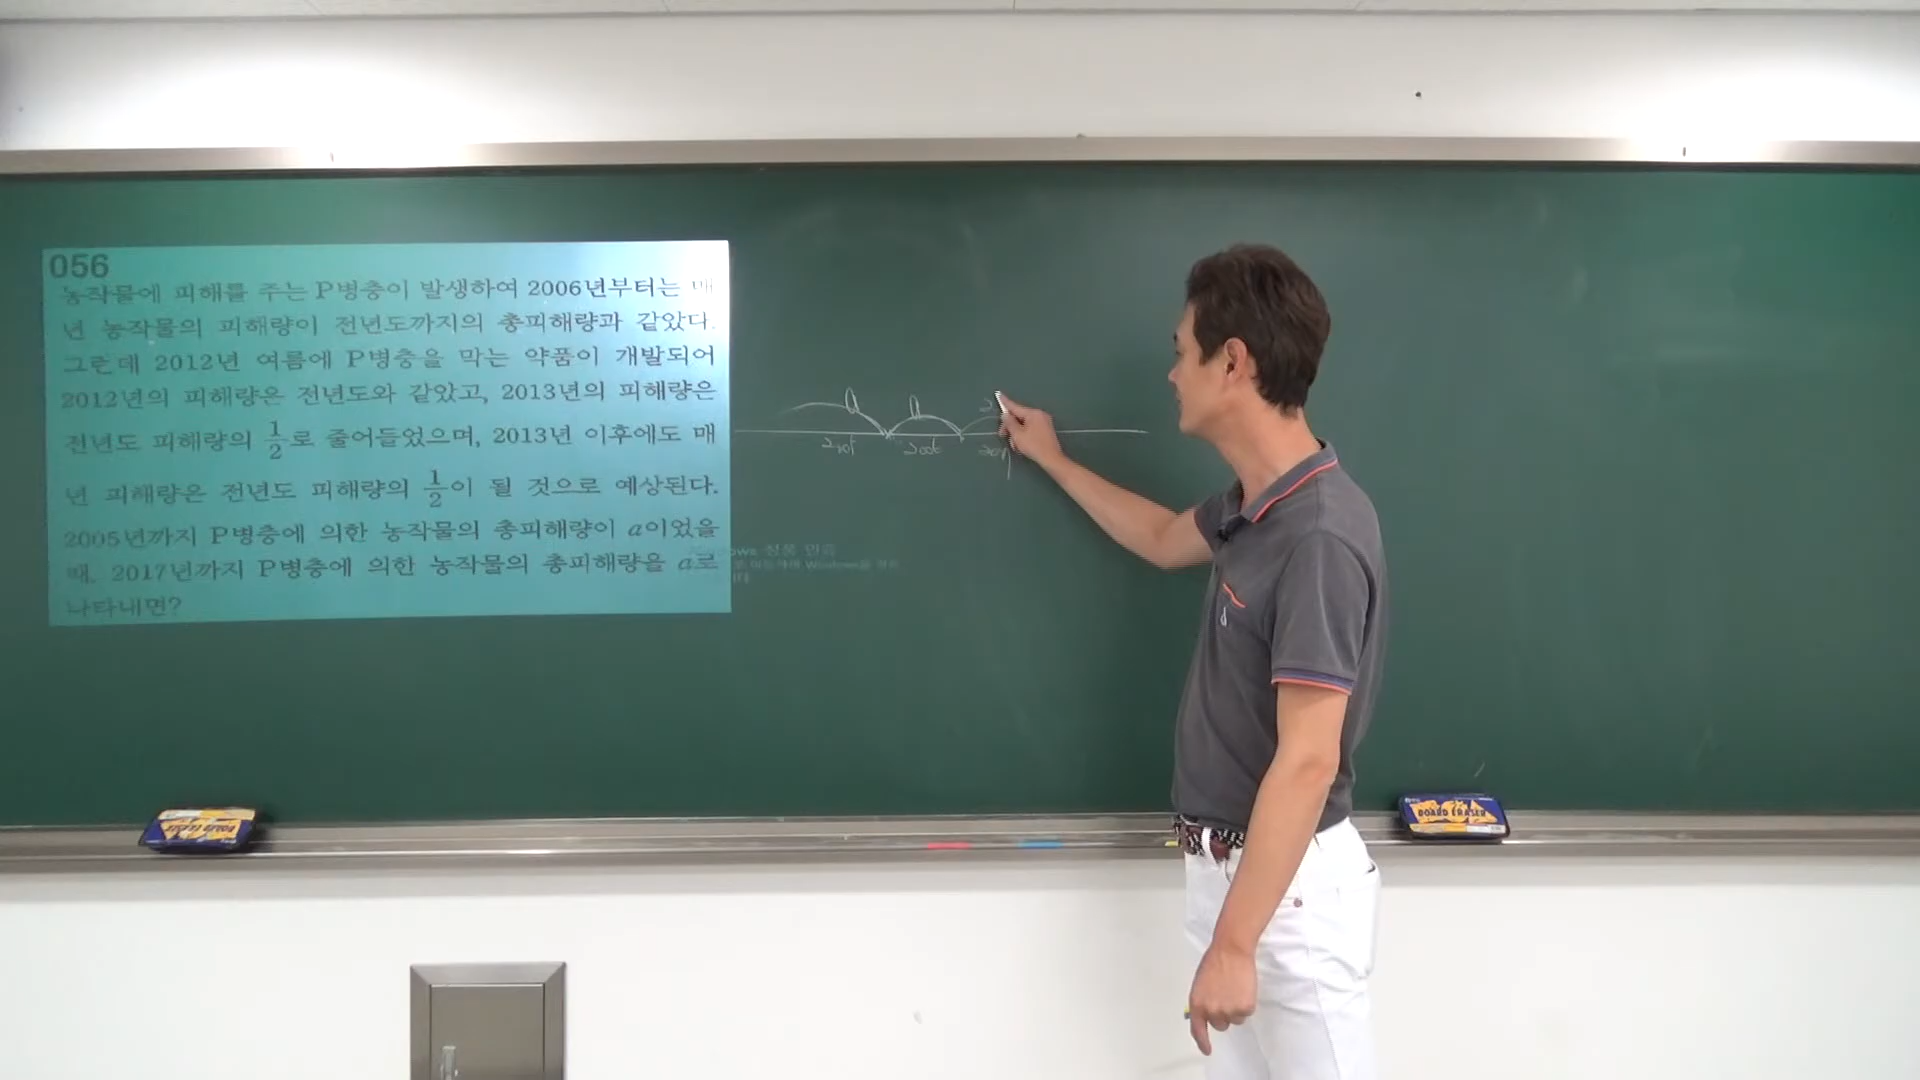 056
농작물에 피해를 주는 P병충이 발생하여 2006년부터는 매
년 농작물의 피해량이 전년도까지의 총피해량과 같았다.
그런데 2012년 여름에 P병충을 막는 약품이 개발되어
2012년의 피해량은 전년도와 같았고, 2013년의 피해량은
전년도 피해량의 1/2로 줄어들었으며, 2013년 이후에도 매
년 피해량은 전년도 피해량의 1/2이 될 것으로 예상된다.
2005년까지 P병충에 의한 농작물의 총피해량이 a이었을
때, 2017년까지 P병충에 의한 농작물의 총피해량을 a로
나타내면?
a a
Windows 정품 인증
BOARD ERASER
BOARD ERASER